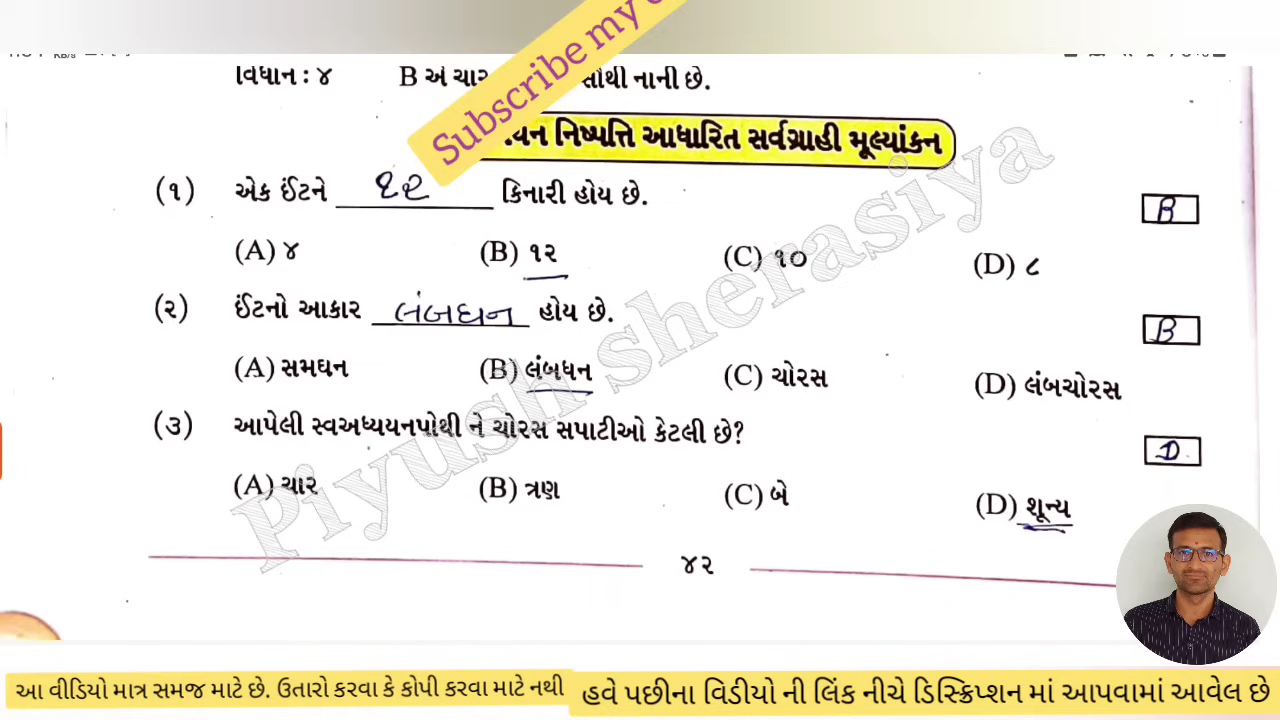 વિધાન : ૪ B એ ચાર સૌથી નાની છે.
Subscribe my
નિષ્પત્તિ આધારિત સર્વગ્રાહી મૂલ્યાંકન
(૧) એક ઈંટને ૧૨ કિનારી હોય છે. B
(A) ૪ (B) ૧૨ (C) ૧૦ (D) ૮
(૨) ઈંટનો આકાર લંબઘન હોય છે. B
(A) સમઘન (B) લંબઘન (C) ચોરસ (D) લંબચોરસ
(૩) આપેલી સ્વઅધ્યયનપોથી ને ચોરસ સપાટીઓ કેટલી છે? D
(A) ચાર (B) ત્રણ (C) બે (D) શૂન્ય
Piyush sherasiya
૪૨
આ વીડિયો માત્ર સમજ માટે છે. ઉતારો કરવા કે કોપી કરવા માટે નથી
હવે પછીના વિડીયો ની લિંક નીચે ડિસ્ક્રિપ્શન માં આપવામાં આવેલ છે